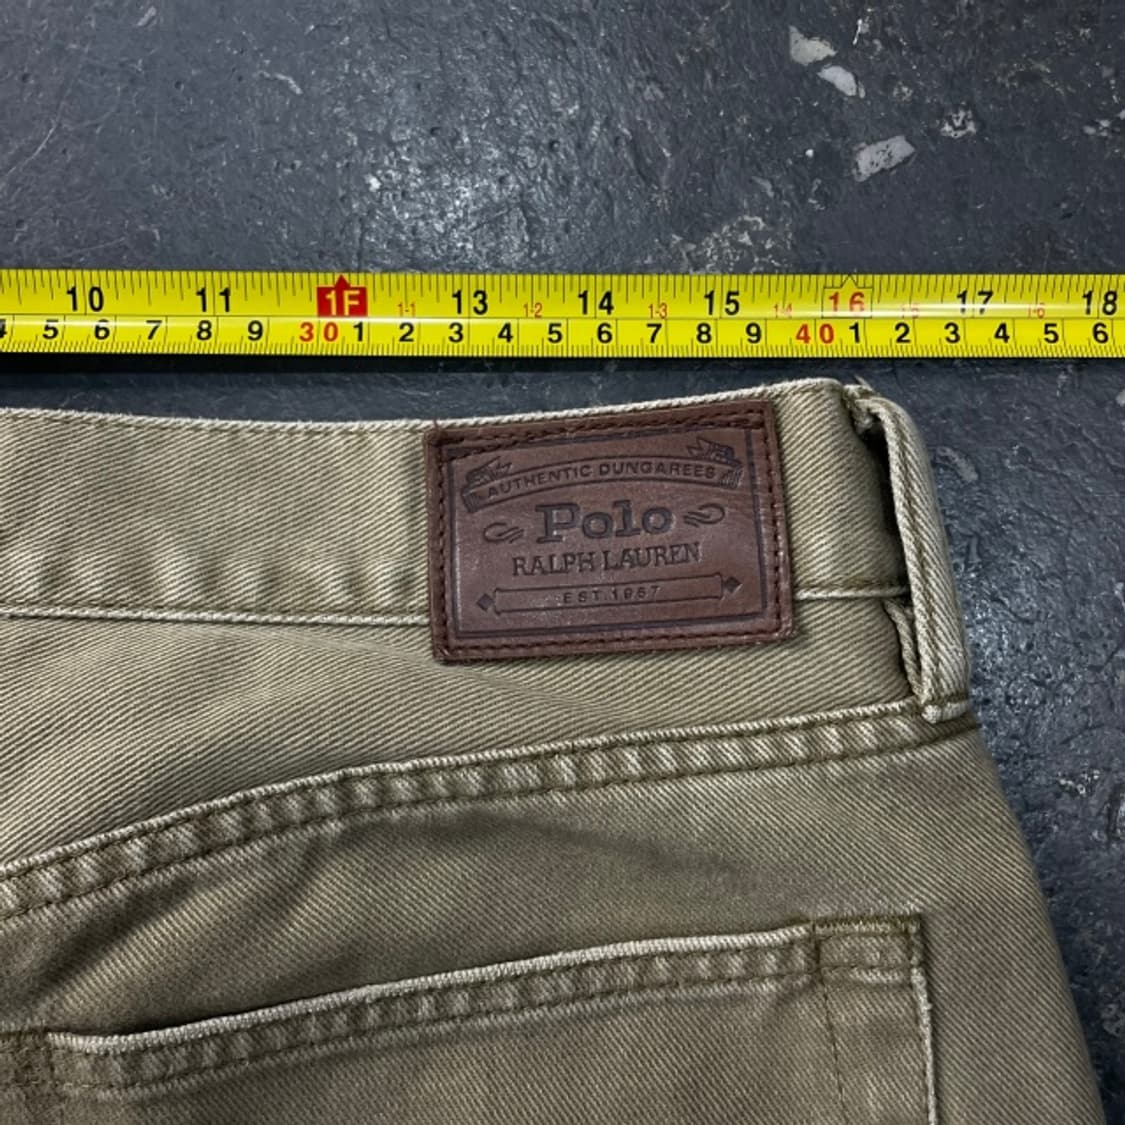 10 11 1F 1-1 13 1-2 14 1-3 15 1-4 16 17 1-6 18
4 5 6 7 8 9 30 1 2 3 4 5 6 7 8 9 40 1 2 3 4 5 6
AUTHENTIC DUNGAREES
Polo
RALPH LAUREN
EST. 1967